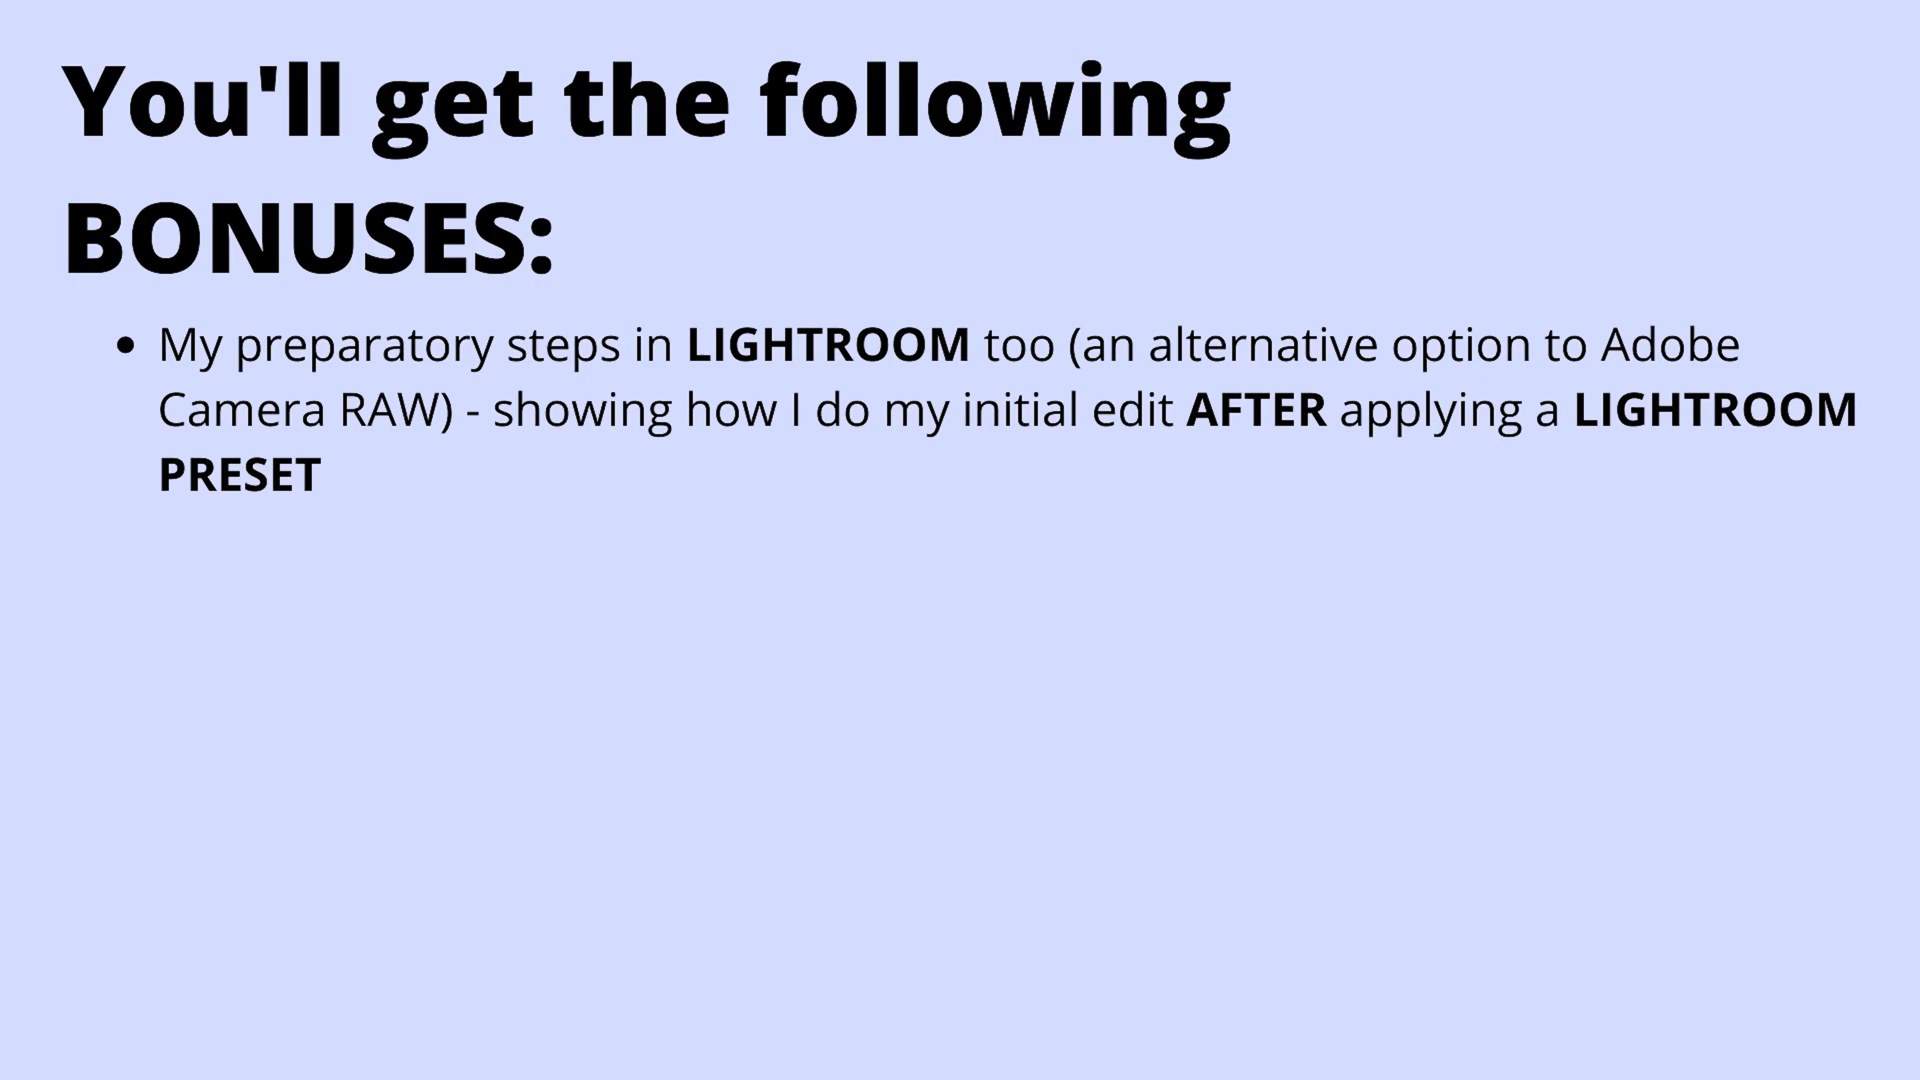 You'll get the following
BONUSES:
• My preparatory steps in LIGHTROOM too (an alternative option to Adobe
Camera RAW) - showing how I do my initial edit AFTER applying a LIGHTROOM
PRESET